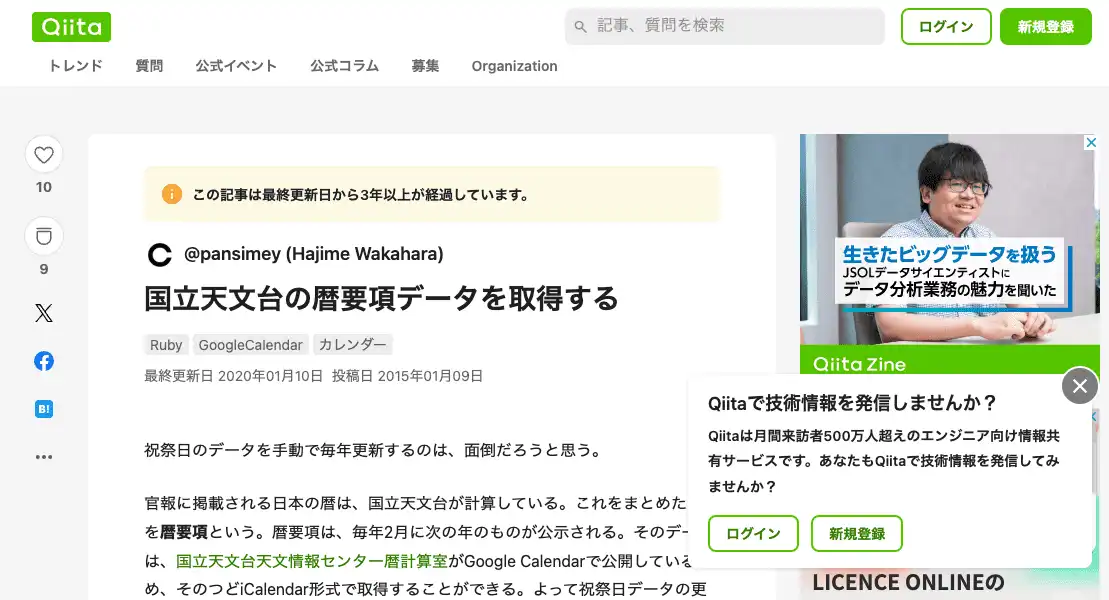 Qiita
記事、質問を検索
ログイン
新規登録
トレンド
質問
公式イベント
公式コラム
募集
Organization
10
9
B!
この記事は最終更新日から3年以上が経過しています。
@pansimey (Hajime Wakahara)
国立天文台の暦要項データを取得する
Ruby
GoogleCalendar
カレンダー
最終更新日 2020年01月10日 投稿日 2015年01月09日
祝祭日のデータを手動で毎年更新するのは、面倒だろうと思う。
官報に掲載される日本の暦は、国立天文台が計算している。これをまとめた
を暦要項という。暦要項は、毎年2月に次の年のものが公示される。そのデー
は、国立天文台天文情報センター暦計算室がGoogle Calendarで公開している
め、そのつどiCalendar形式で取得することができる。よって祝祭日データの更
生きたビッグデータを扱う
JSOLデータサイエンティストに
データ分析業務の魅力を聞いた
Qiita Zine
Qiitaで技術情報を発信しませんか？
Qiitaは月間来訪者500万人超えのエンジニア向け情報共
有サービスです。あなたもQiitaで技術情報を発信してみ
ませんか？
ログイン
新規登録
LICENCE ONLINEの